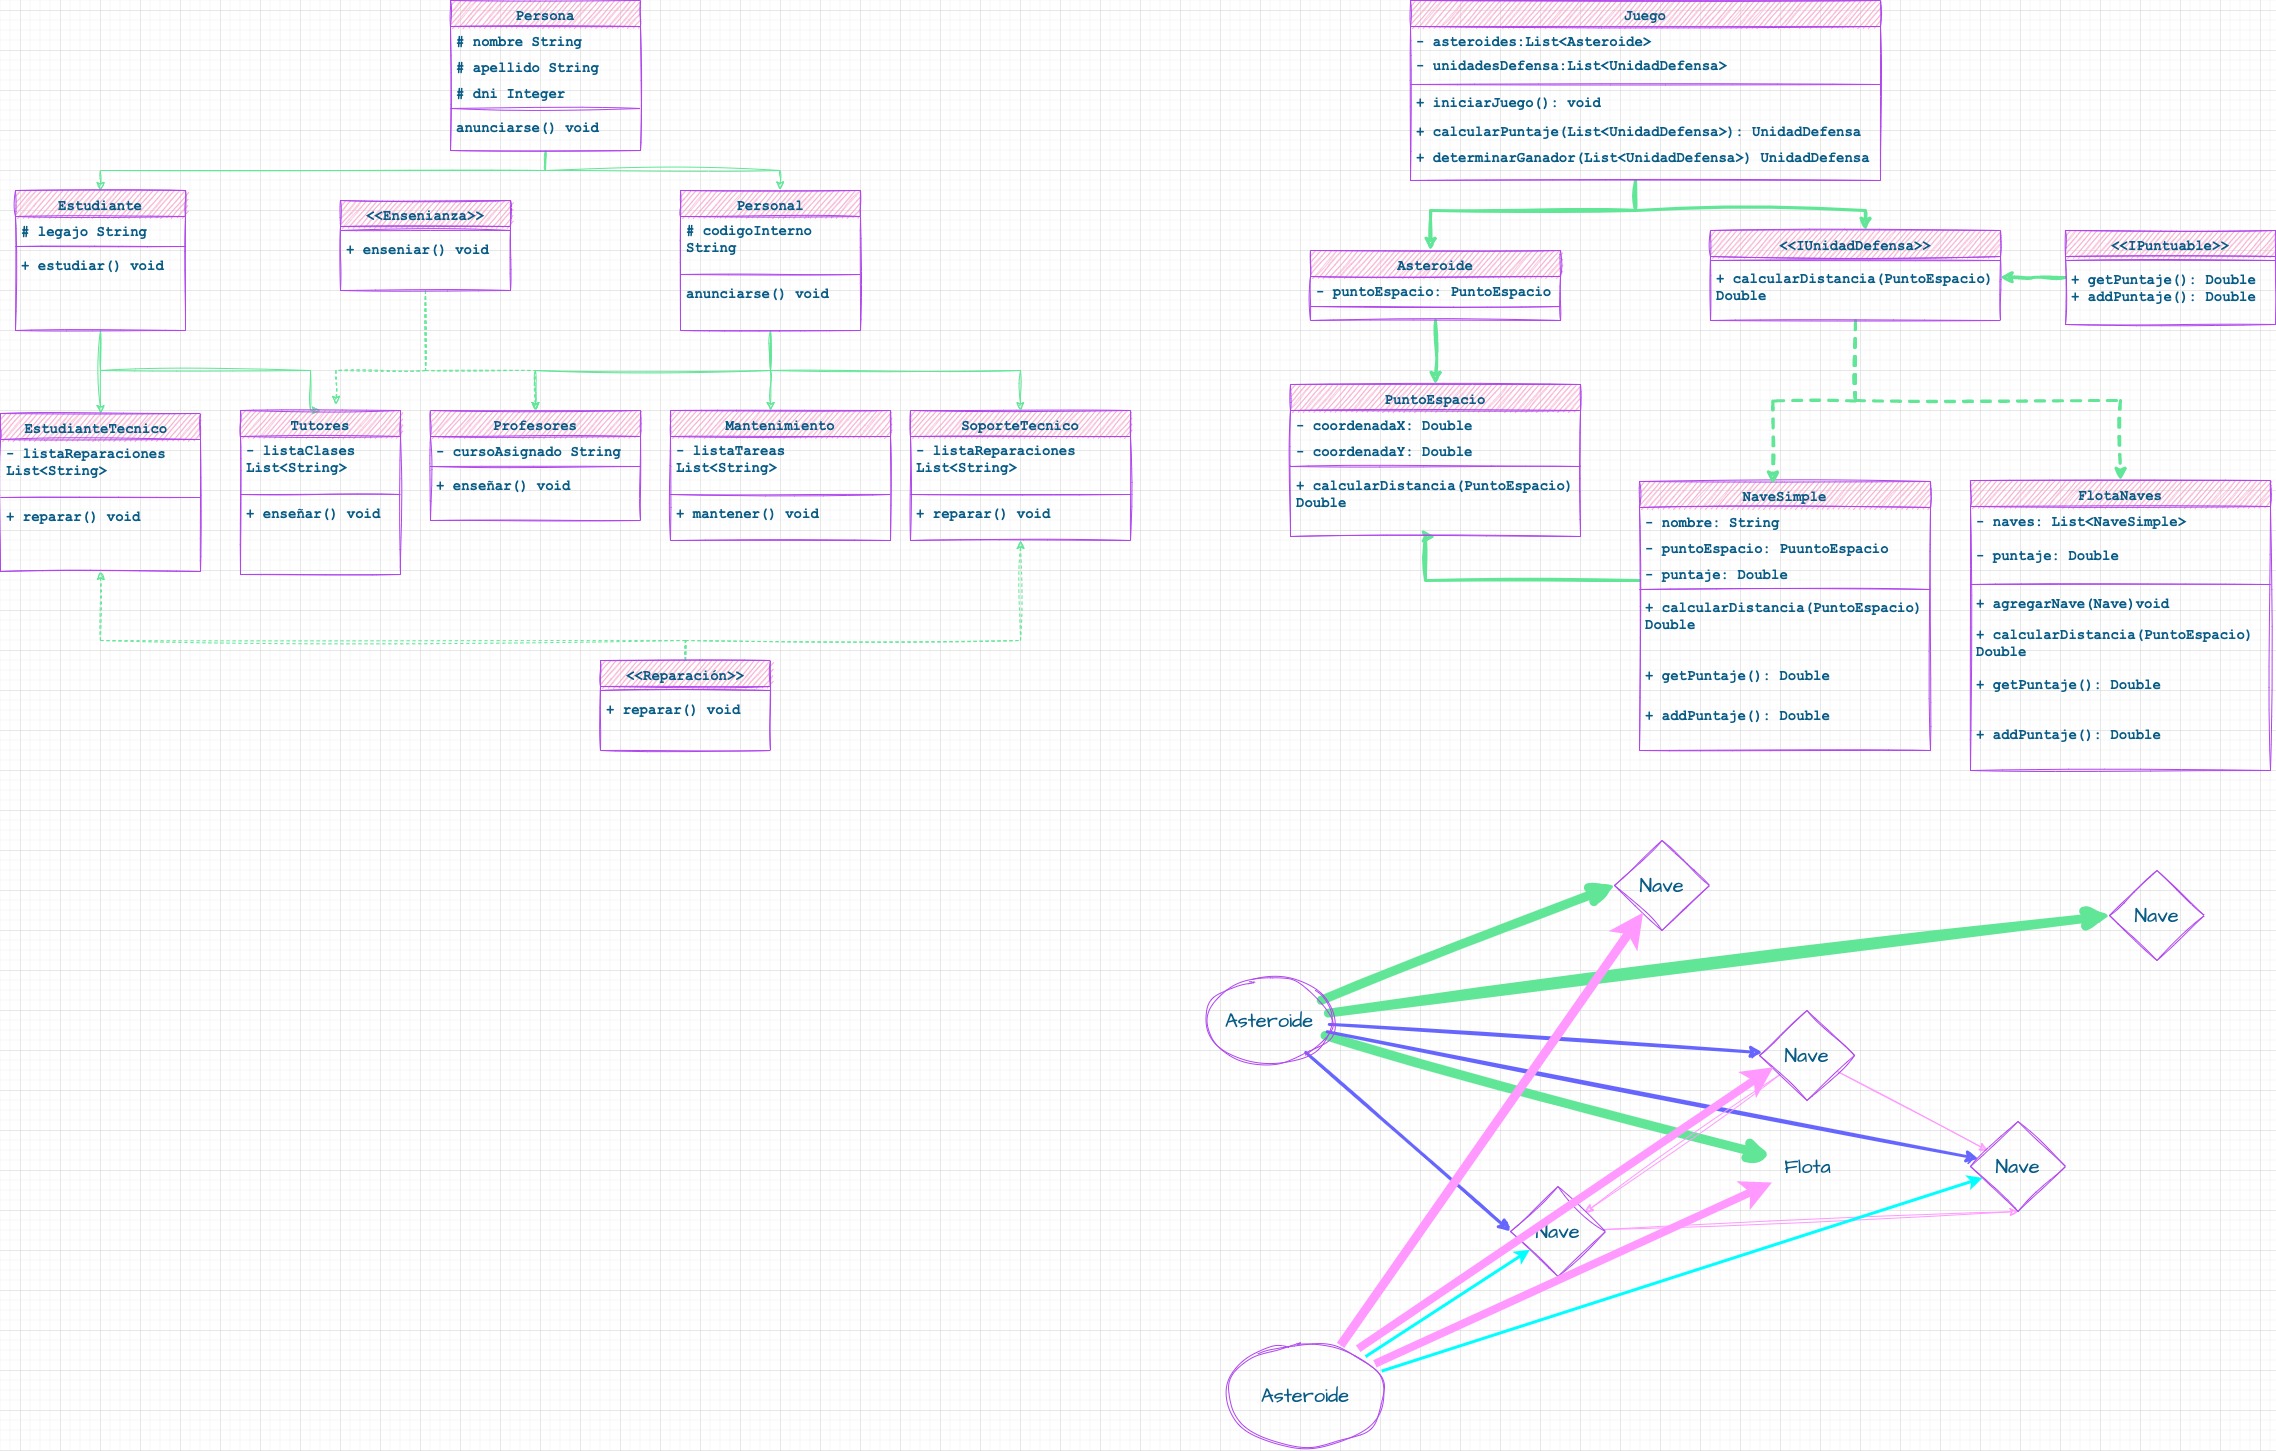 Persona
# nombre String
# apellido String
# dni Integer
anunciarse() void
Estudiante
# legajo String
+ estudiar() void
<<Ensenianza>>
+ enseniar() void
Personal
# codigoInterno
String
anunciarse() void
EstudianteTecnico
- listaReparaciones
List<String>
+ reparar() void
Tutores
- listaClases
List<String>
+ enseñar() void
Profesores
- cursoAsignado String
+ enseñar() void
Mantenimiento
- listaTareas
List<String>
+ mantener() void
SoporteTecnico
- listaReparaciones
List<String>
+ reparar() void
<<Reparación>>
+ reparar() void
Juego
- asteroides:List<Asteroide>
- unidadesDefensa:List<UnidadDefensa>
+ iniciarJuego(): void
+ calcularPuntaje(List<UnidadDefensa>): UnidadDefensa
+ determinarGanador(List<UnidadDefensa>) UnidadDefensa
Asteroide
- puntoEspacio: PuntoEspacio
<<IUnidadDefensa>>
+ calcularDistancia(PuntoEspacio)
Double
<<IPuntuable>>
+ getPuntaje(): Double
+ addPuntaje(): Double
PuntoEspacio
- coordenadaX: Double
- coordenadaY: Double
+ calcularDistancia(PuntoEspacio)
Double
NaveSimple
- nombre: String
- puntoEspacio: PuuntoEspacio
- puntaje: Double
+ calcularDistancia(PuntoEspacio)
Double
+ getPuntaje(): Double
+ addPuntaje(): Double
FlotaNaves
- naves: List<NaveSimple>
- puntaje: Double
+ agregarNave(Nave)void
+ calcularDistancia(PuntoEspacio)
Double
+ getPuntaje(): Double
+ addPuntaje(): Double
Nave
Nave
Asteroide
Nave
Flota
Nave
Nave
Asteroide